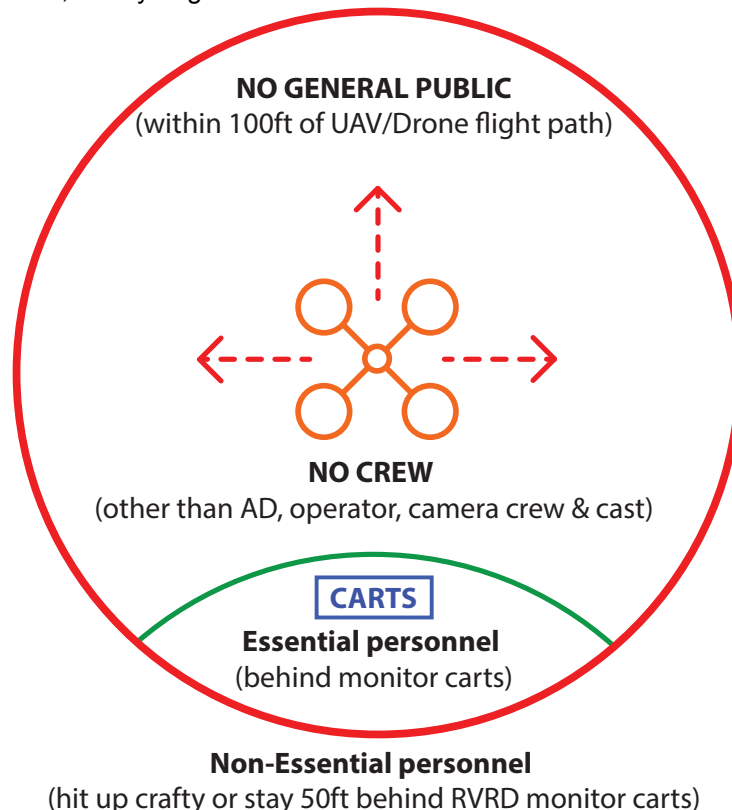 NO GENERAL PUBLIC
(within 100ft of UAV/Drone flight path)
NO CREW
(other than AD, operator, camera crew & cast)
CARTS
Essential personnel
(behind monitor carts)
Non-Essential personnel
(hit up crafty or stay 50ft behind RVRD monitor carts)